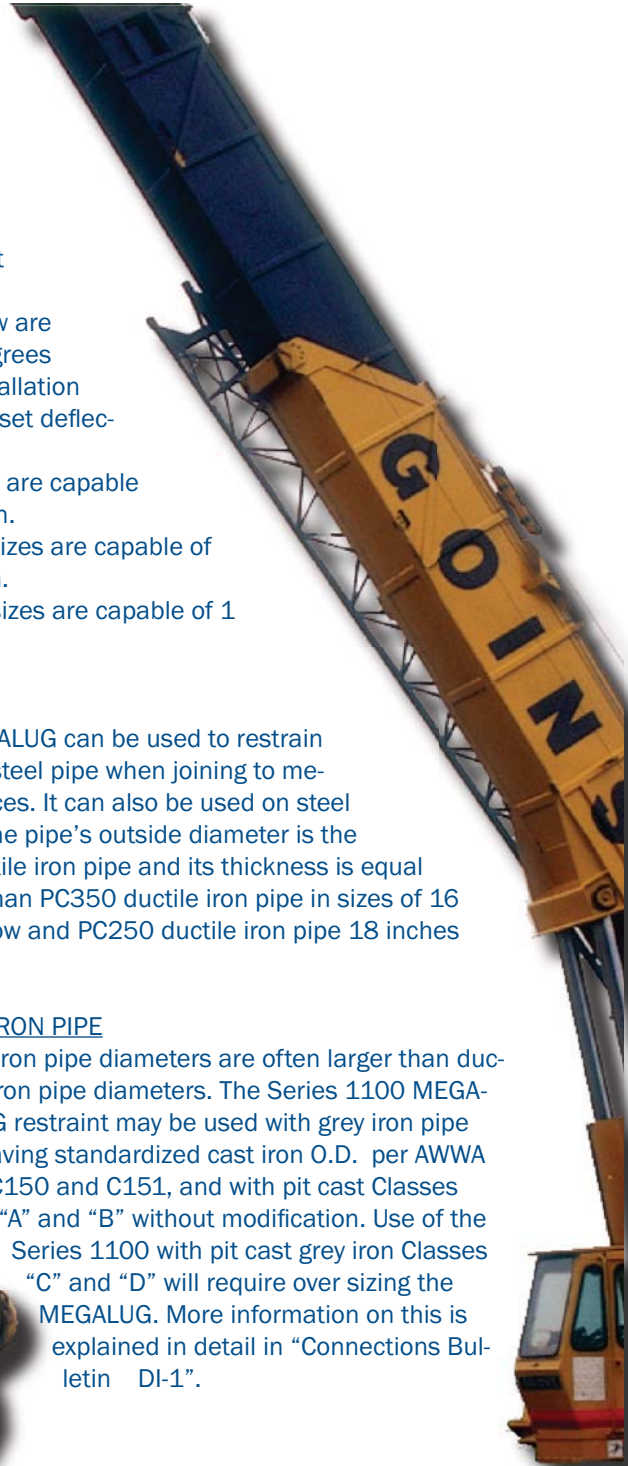 t
w are
grees
allation
set deflec-
are capable
n.
izes are capable of
.
sizes are capable of 1
ALUG can be used to restrain
steel pipe when joining to me-
ces. It can also be used on steel
ne pipe's outside diameter is the
tile iron pipe and its thickness is equal
han PC350 ductile iron pipe in sizes of 16
ow and PC250 ductile iron pipe 18 inches
RON PIPE
iron pipe diameters are often larger than duc-
iron pipe diameters. The Series 1100 MEGA-
G restraint may be used with grey iron pipe
aving standardized cast iron O.D. per AWWA
C150 and C151, and with pit cast Classes
"A" and "B" without modification. Use of the
Series 1100 with pit cast grey iron Classes
"C" and "D" will require over sizing the
MEGALUG. More information on this is
explained in detail in "Connections Bul-
letin DI-1".
GOINS